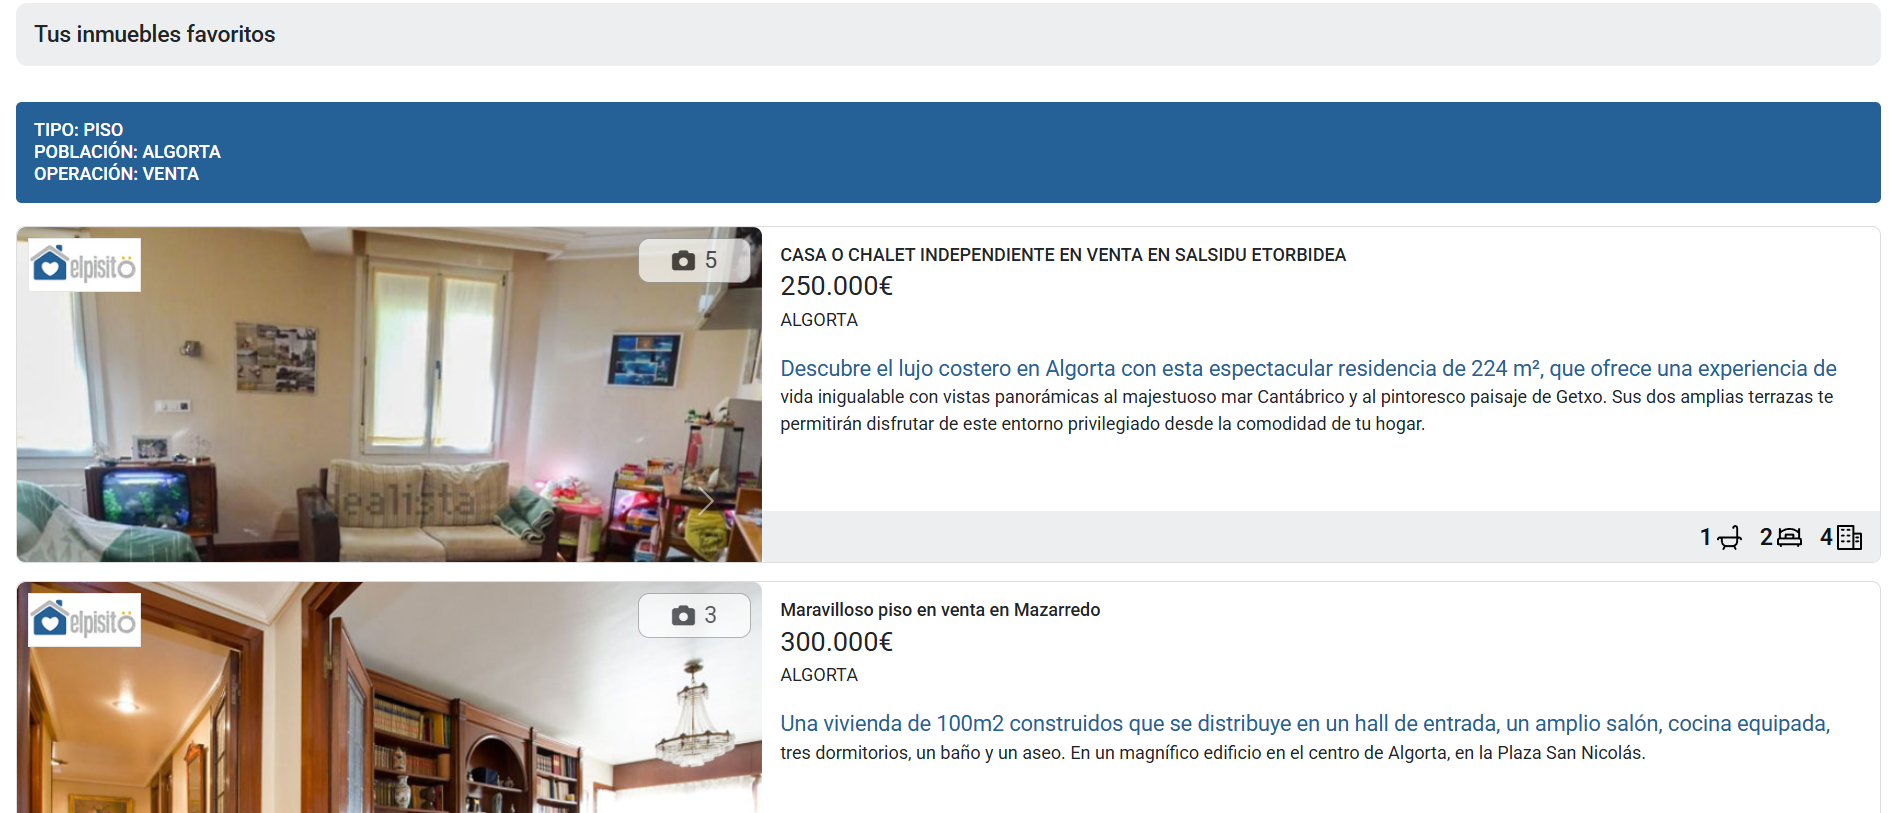 Tus inmuebles favoritos
TIPO: PISO
POBLACIÓN: ALGORTA
OPERACIÓN: VENTA
elpisitö
5
idealista
CASA O CHALET INDEPENDIENTE EN VENTA EN SALSIDU ETORBIDEA
250.000€
ALGORTA
Descubre el lujo costero en Algorta con esta espectacular residencia de 224 m², que ofrece una experiencia de
vida inigualable con vistas panorámicas al majestuoso mar Cantábrico y al pintoresco paisaje de Getxo. Sus dos amplias terrazas te
permitirán disfrutar de este entorno privilegiado desde la comodidad de tu hogar.
1 2 4
elpisitö
3
Maravilloso piso en venta en Mazarredo
300.000€
ALGORTA
Una vivienda de 100m2 construidos que se distribuye en un hall de entrada, un amplio salón, cocina equipada,
tres dormitorios, un baño y un aseo. En un magnífico edificio en el centro de Algorta, en la Plaza San Nicolás.